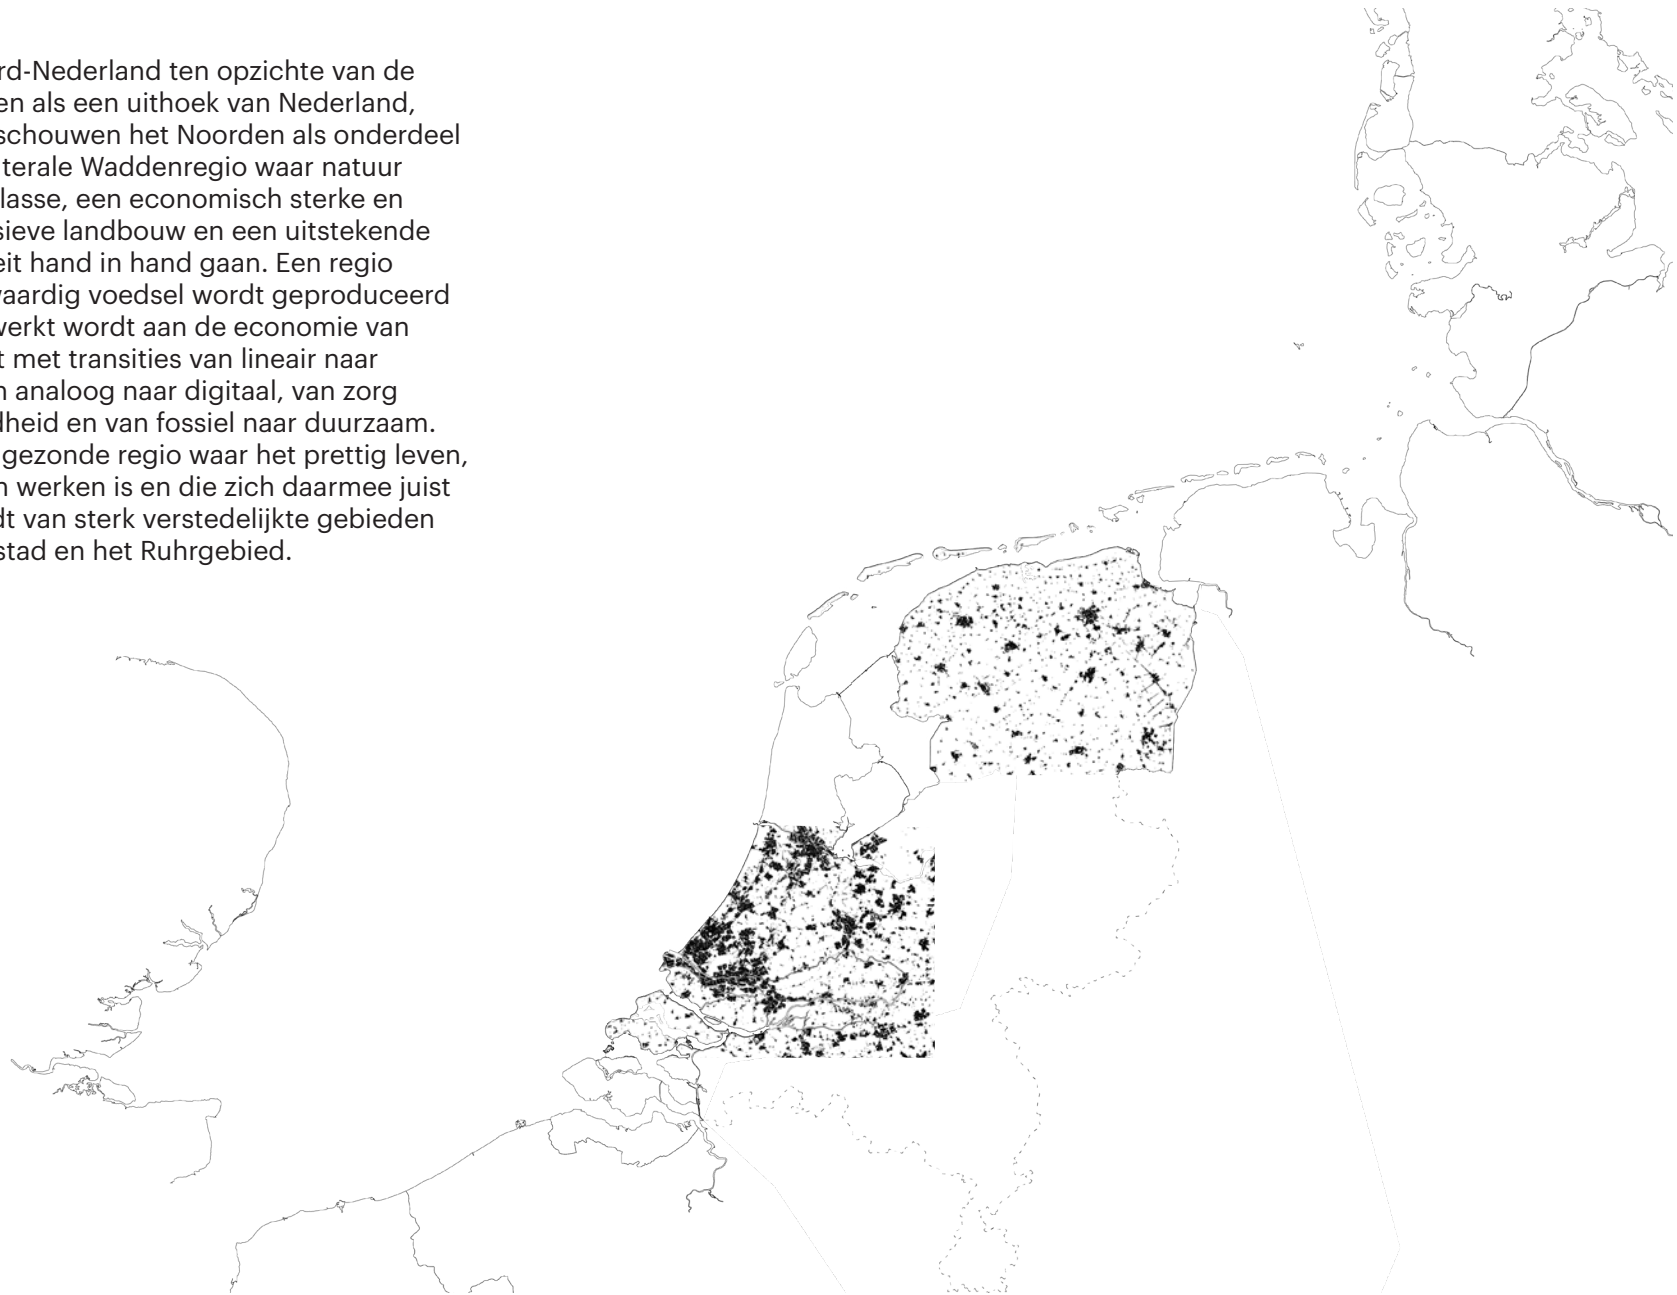 rd-Nederland ten opzichte van de
en als een uithoek van Nederland,
schouwen het Noorden als onderdeel
terale Waddenregio waar natuur
lasse, een economisch sterke en
sieve landbouw en een uitstekende
eit hand in hand gaan. Een regio
vaardig voedsel wordt geproduceerd
verkt wordt aan de economie van
t met transities van lineair naar
n analoog naar digitaal, van zorg
dheid en van fossiel naar duurzaam.
gezonde regio waar het prettig leven,
n werken is en die zich daarmee juist
dt van sterk verstedelijkte gebieden
stad en het Ruhrgebied.